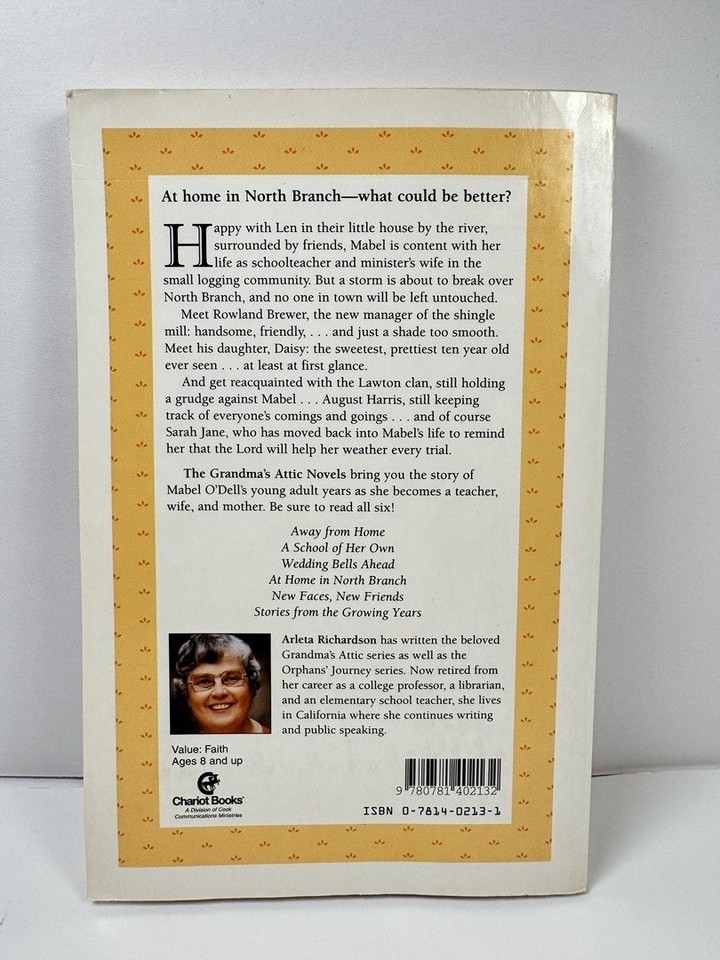 At home in North Branch—what could be better?
Happy with Len in their little house by the river,
surrounded by friends, Mabel is content with her
life as schoolteacher and minister's wife in the
small logging community. But a storm is about to break over
North Branch, and no one in town will be left untouched.
Meet Rowland Brewer, the new manager of the shingle
mill: handsome, friendly, . . . and just a shade too smooth.
Meet his daughter, Daisy: the sweetest, prettiest ten year old
ever seen . . . at least at first glance.
And get reacquainted with the Lawton clan, still holding
a grudge against Mabel . . . August Harris, still keeping
track of everyone's comings and goings . . . and of course
Sarah Jane, who has moved back into Mabel's life to remind
her that the Lord will help her weather every trial.
The Grandma's Attic Novels bring you the story of
Mabel O'Dell's young adult years as she becomes a teacher,
wife, and mother. Be sure to read all six!
Away from Home
A School of Her Own
Wedding Bells Ahead
At Home in North Branch
New Faces, New Friends
Stories from the Growing Years
Arleta Richardson has written the beloved
Grandma's Attic series as well as the
Orphans' Journey series. Now retired from
her career as a college professor, a librarian,
and an elementary school teacher, she lives
in California where she continues writing
and public speaking.
Value: Faith
Ages 8 and up
Chariot Books
A Division of Cook
Communications Ministries
9 780781 402132
ISBN 0-7814-0213-1